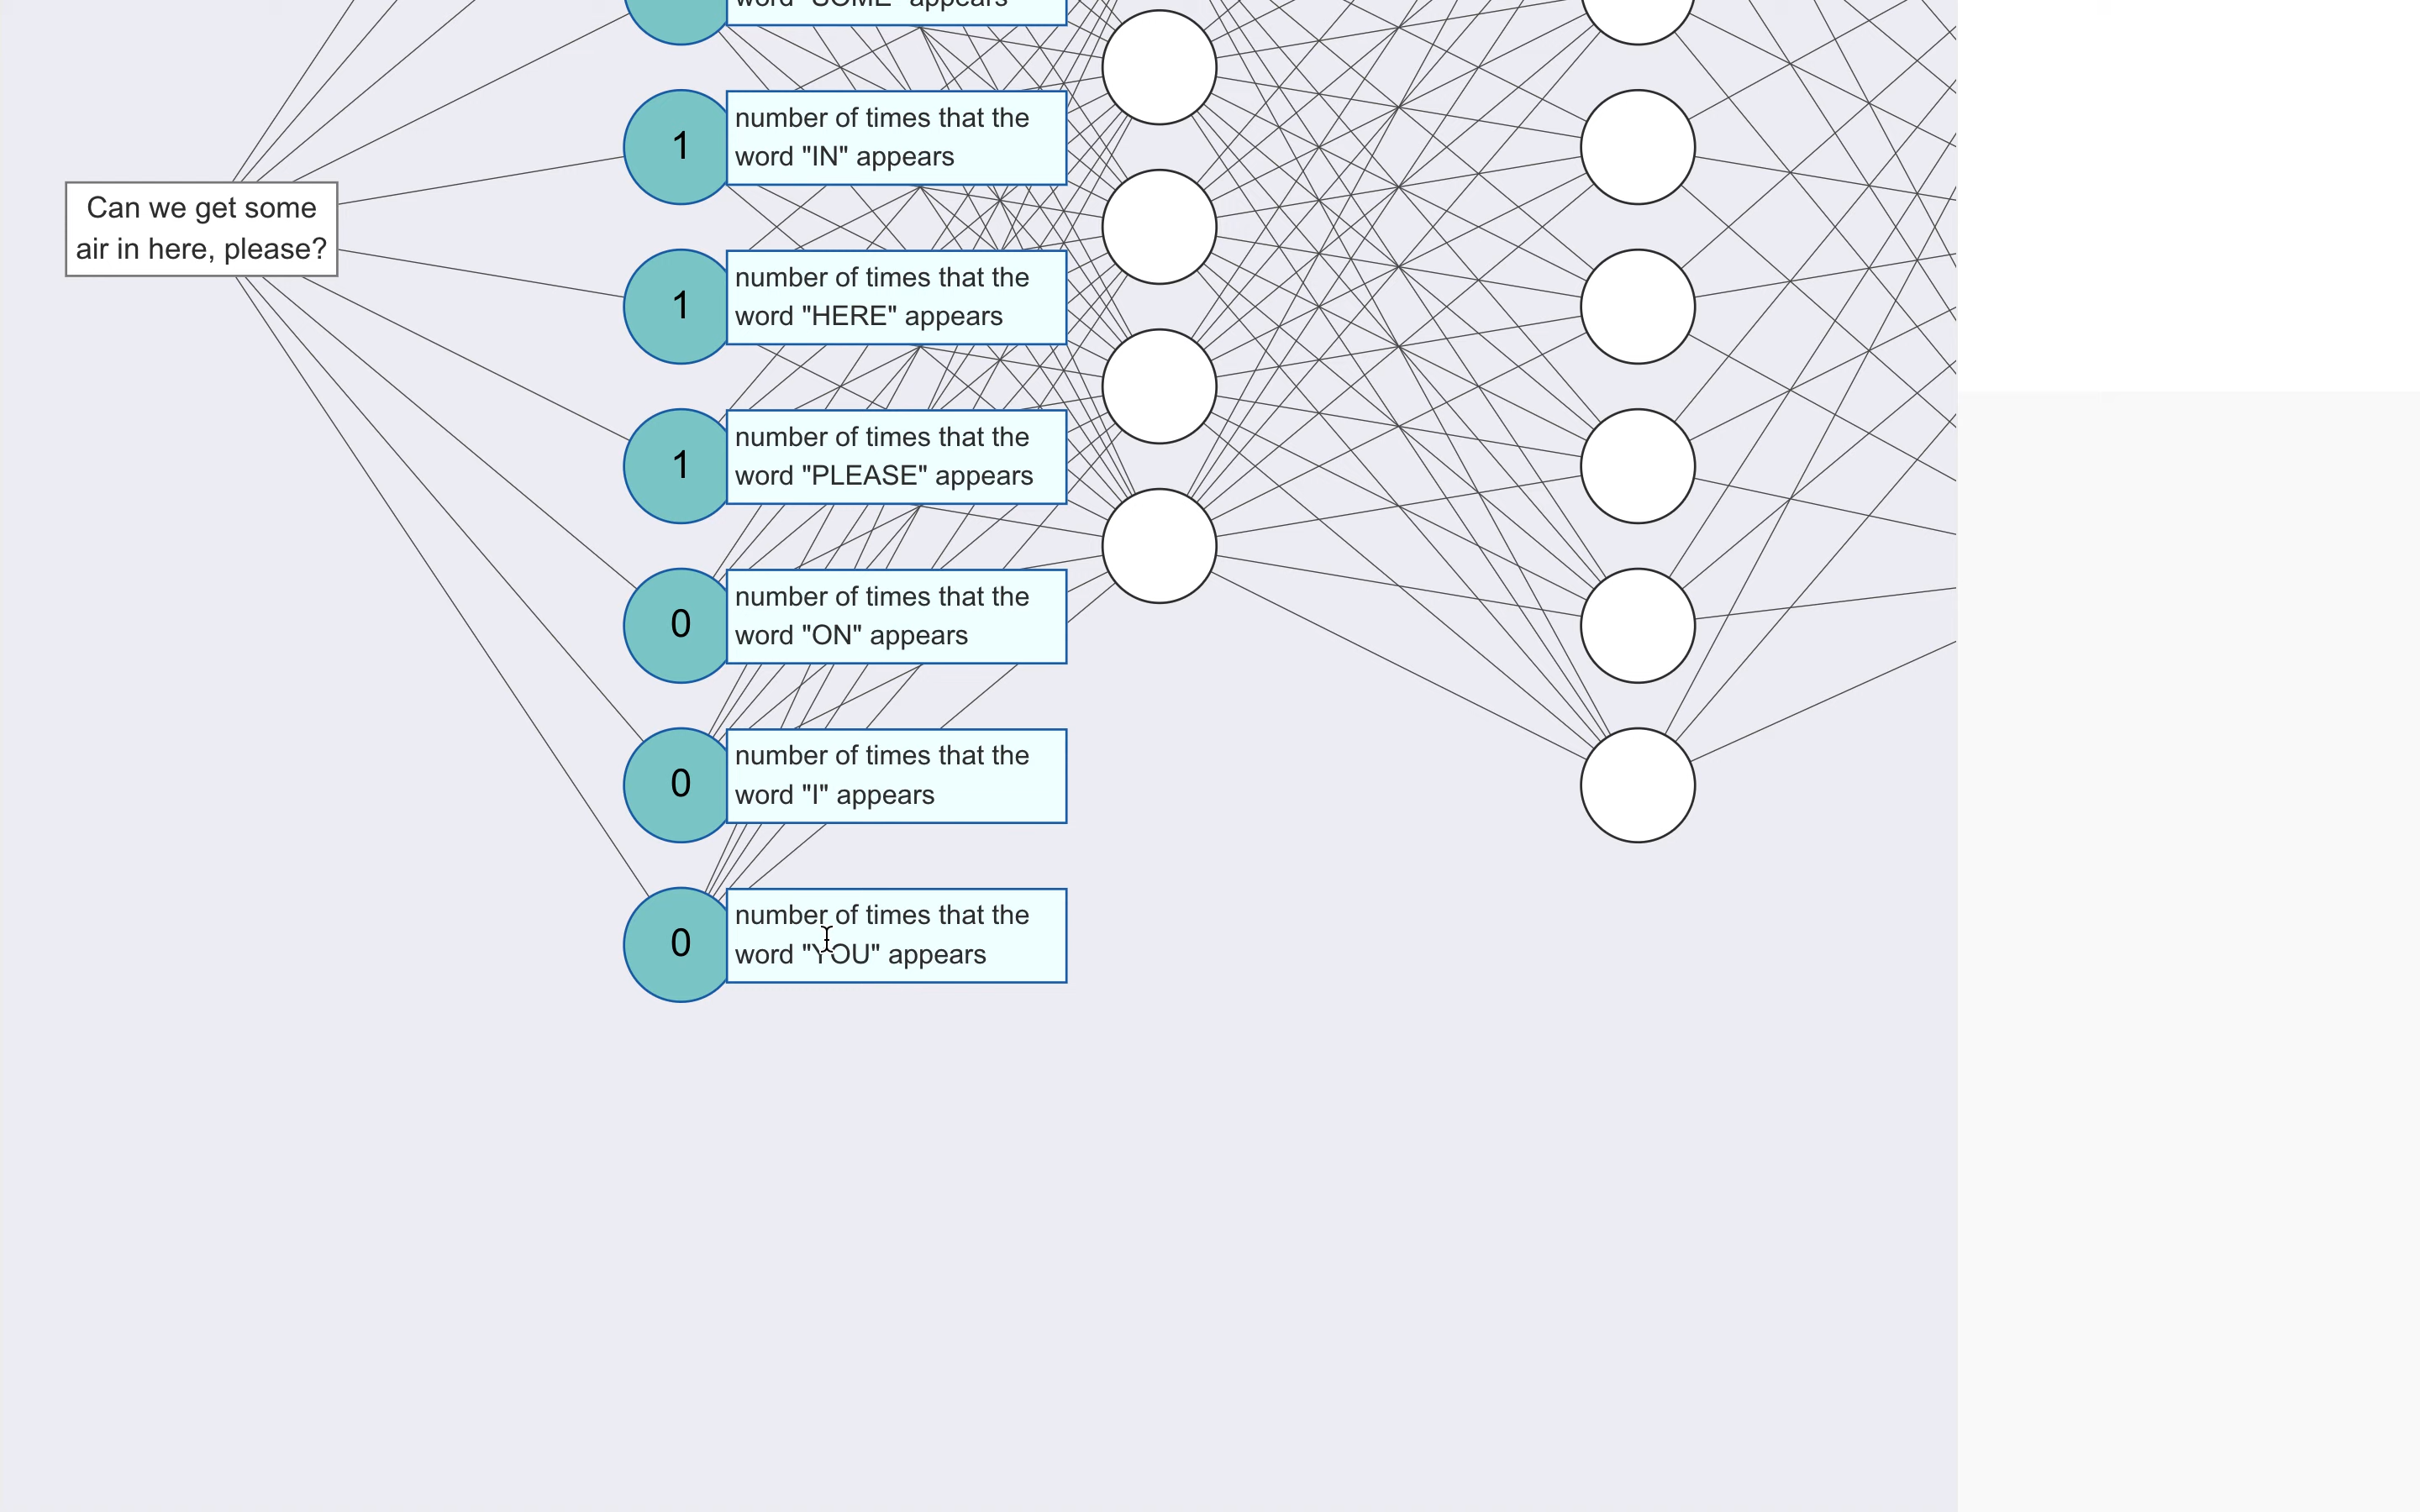 word "SOME" appears
1
number of times that the
word "IN" appears
Can we get some
air in here, please?
1
number of times that the
word "HERE" appears
1
number of times that the
word "PLEASE" appears
0
number of times that the
word "ON" appears
0
number of times that the
word "I" appears
0
number of times that the
word "YOU" appears